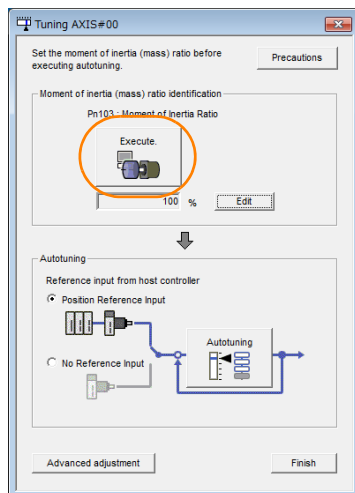 Tuning AXIS#00
Set the moment of inertia (mass) ratio before
executing autotuning.
Precautions
Moment of inertia (mass) ratio identification
Pn103 : Moment of Inertia Ratio
Execute.
100 %
Edit
Autotuning
Reference input from host controller
Position Reference Input
No Reference Input
Autotuning
Advanced adjustment
Finish